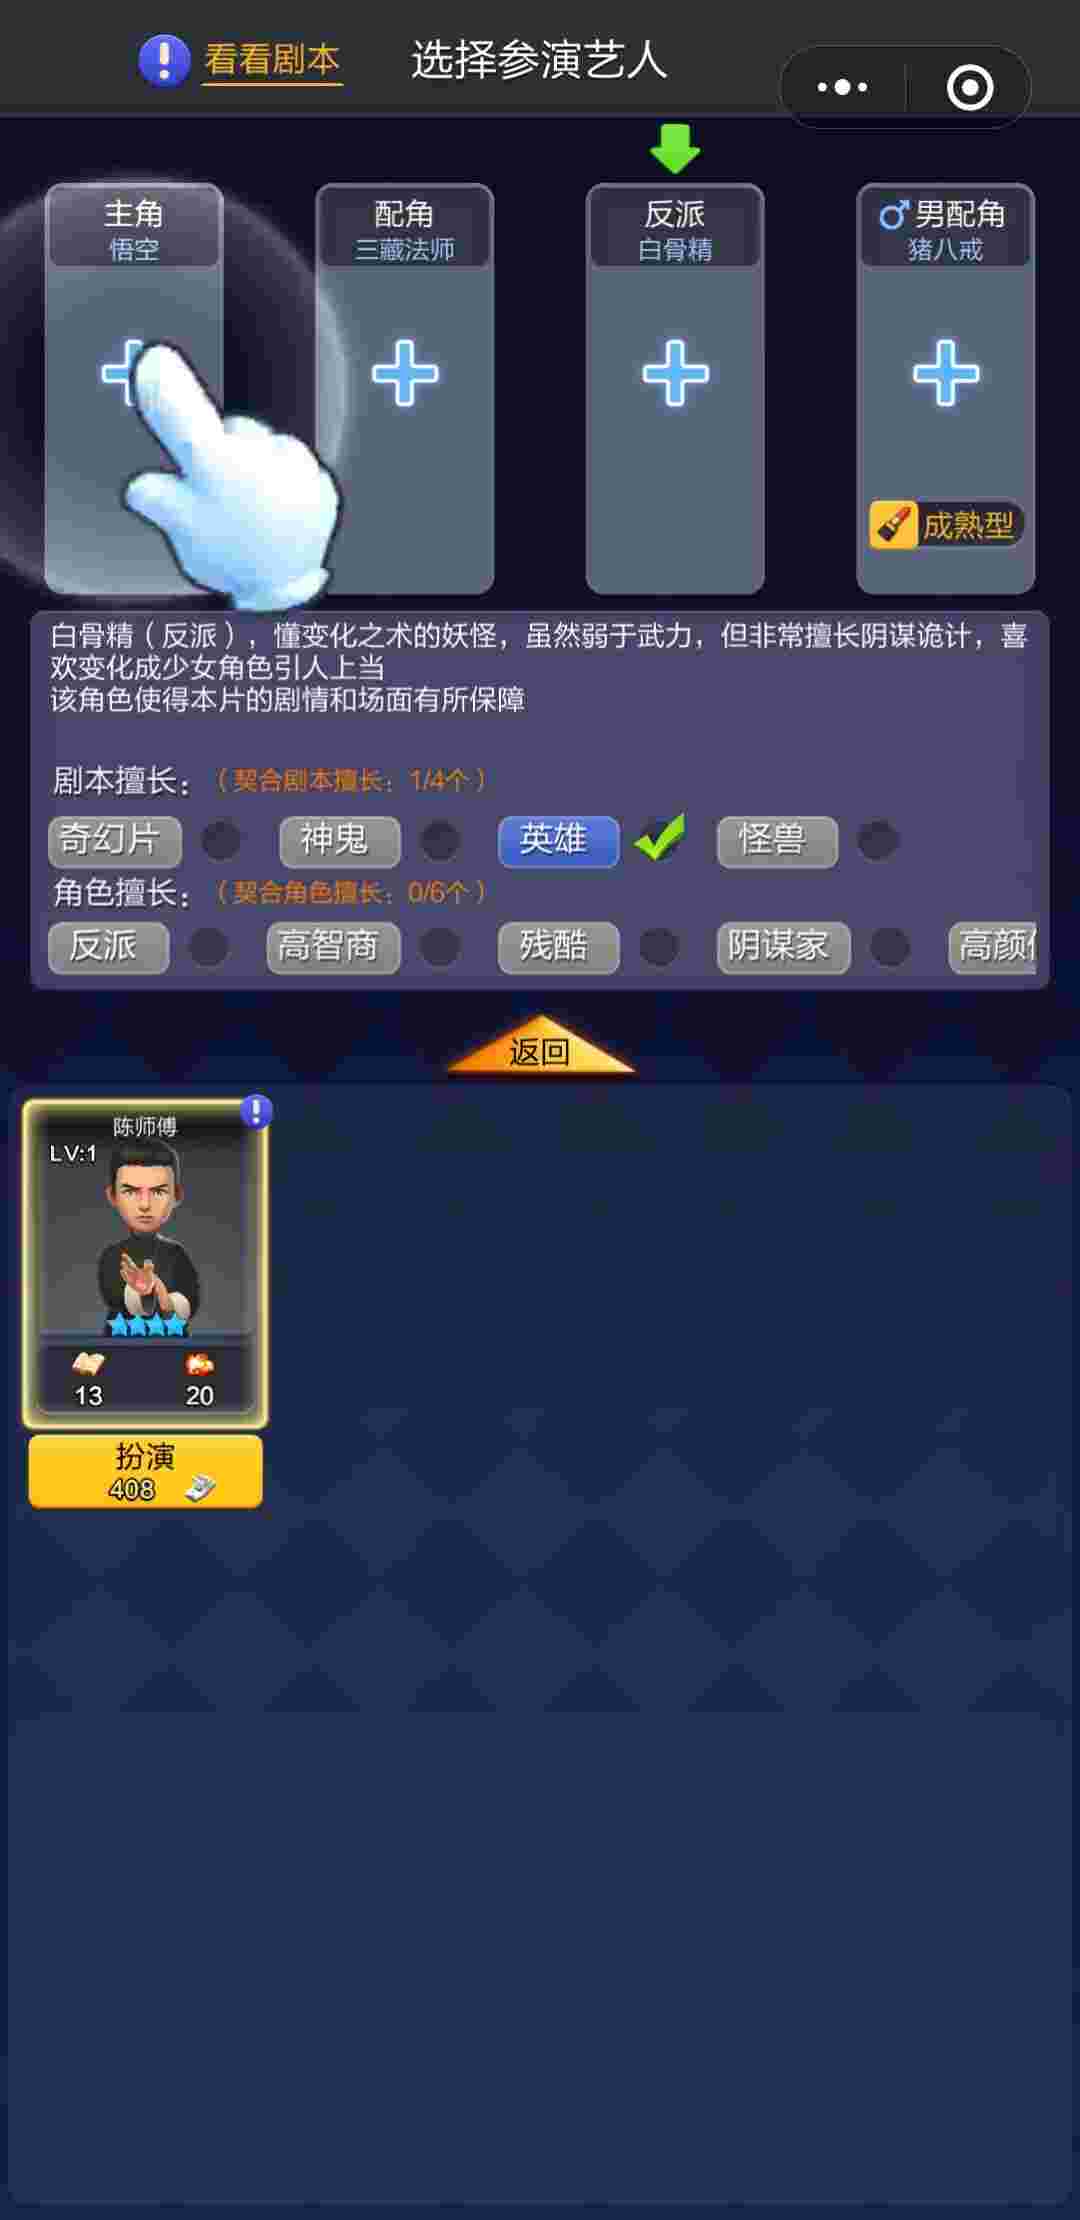 看看剧本
选择参演艺人
主角
悟空
配角
三藏法师
反派
白骨精
男配角
猪八戒
成熟型
白骨精（反派），懂变化之术的妖怪，虽然弱于武力，但非常擅长阴谋诡计，喜
欢变化成少女角色引人上当
该角色使得本片的剧情和场面有所保障
剧本擅长：（契合剧本擅长：1/4个）
奇幻片 神鬼 英雄 怪兽
角色擅长：（契合角色擅长：0/6个）
反派 高智商 残酷 阴谋家 高颜
返回
陈师傅
LV:1
13 20
扮演
408